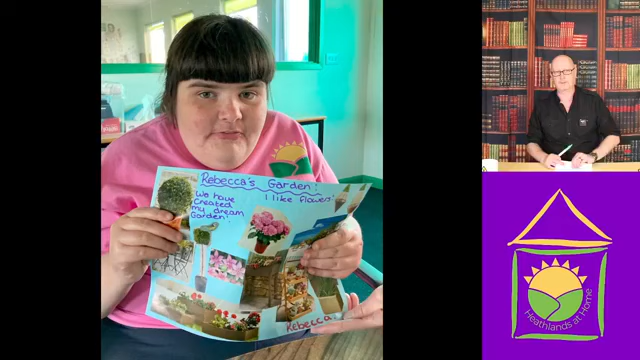 Rebecca's Garden!
I like flowers!
We have
created
my dream
Garden!
Rebecca
Heathlands at Home